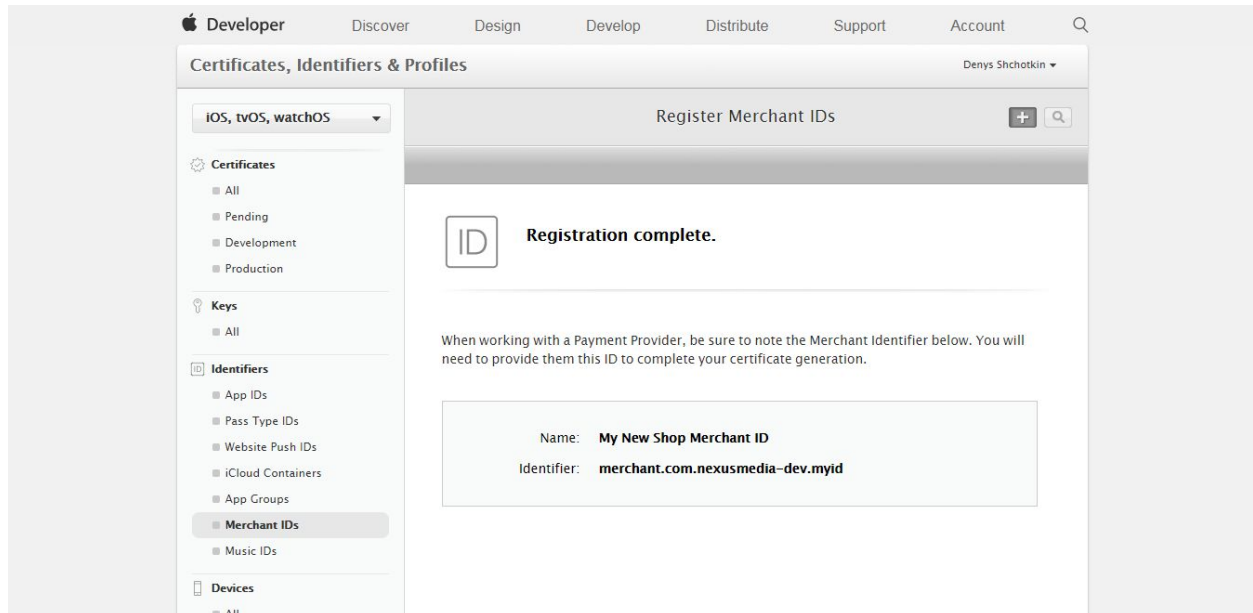 Developer Discover Design Develop Distribute Support Account
Certificates, Identifiers & Profiles
Denys Shchotkin
iOS, tvOS, watchOS
Register Merchant IDs
Certificates
All
Pending
Development
Production
Keys
All
Identifiers
App IDs
Pass Type IDs
Website Push IDs
iCloud Containers
App Groups
Merchant IDs
Music IDs
Devices
All
ID
Registration complete.
When working with a Payment Provider, be sure to note the Merchant Identifier below. You will
need to provide them this ID to complete your certificate generation.
Name: My New Shop Merchant ID
Identifier: merchant.com.nexusmedia-dev.myid